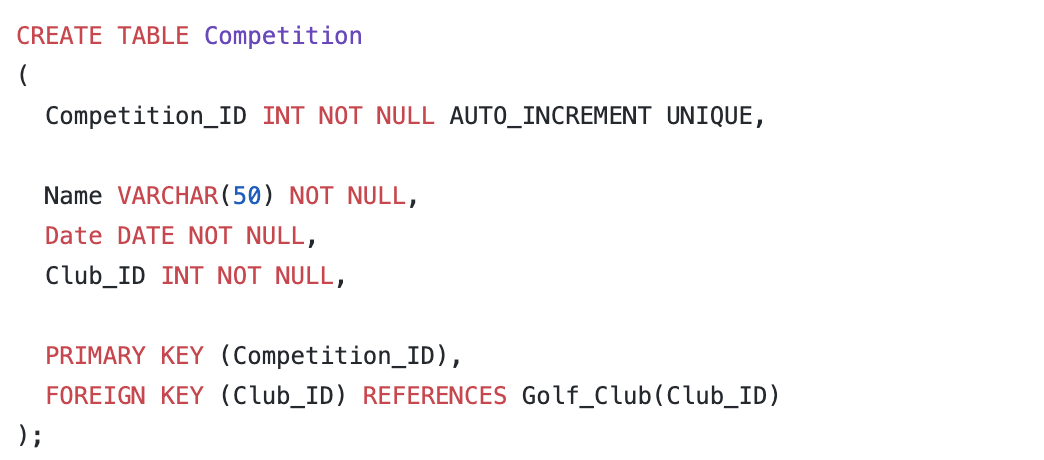 CREATE TABLE Competition
(
  Competition_ID INT NOT NULL AUTO_INCREMENT UNIQUE,

  Name VARCHAR(50) NOT NULL,
  Date DATE NOT NULL,
  Club_ID INT NOT NULL,

  PRIMARY KEY (Competition_ID),
  FOREIGN KEY (Club_ID) REFERENCES Golf_Club(Club_ID)
);